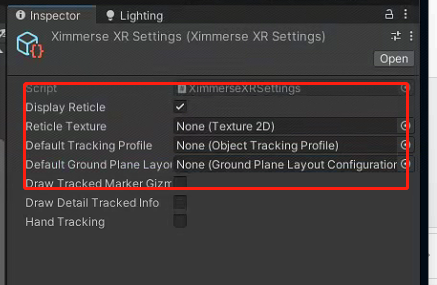 Inspector
Lighting
Ximmerse XR Settings (Ximmerse XR Settings)
Open
Script
XimmerseXRSettings
Display Reticle
Reticle Texture
None (Texture 2D)
Default Tracking Profile
None (Object Tracking Profile)
Default Ground Plane Layou
None (Ground Plane Layout Configuration
Draw Tracked Marker Gizm
Draw Detail Tracked Info
Hand Tracking